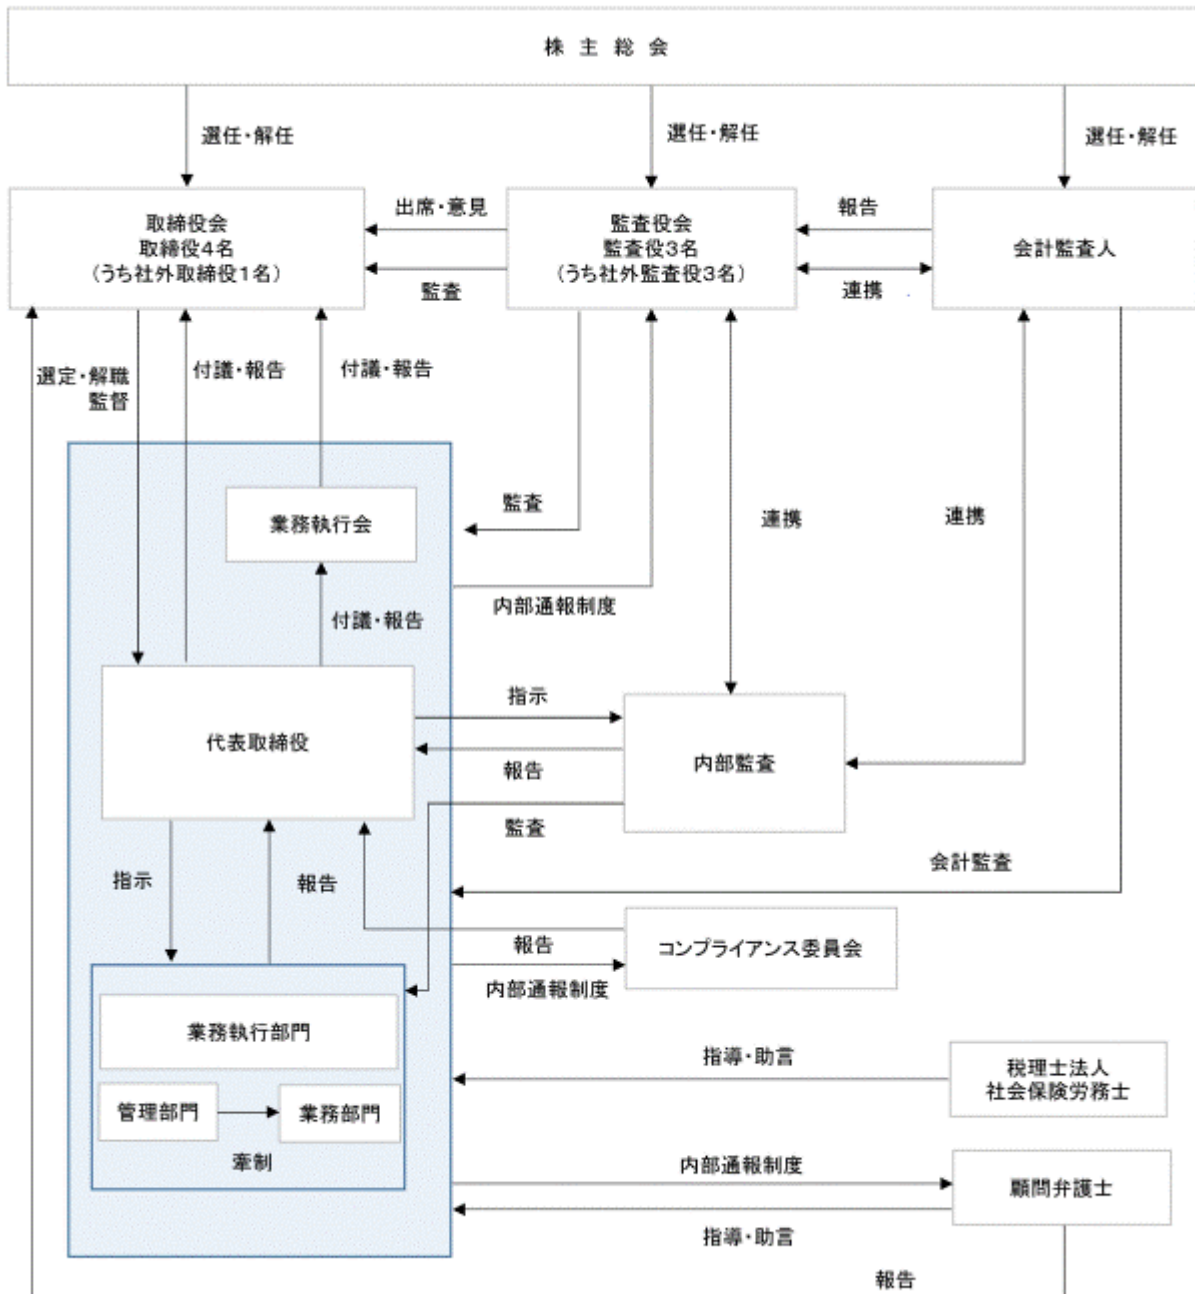 株 主 総 会
選任・解任
選任・解任
選任・解任
取締役会
取締役4名
(うち社外取締役1名)
出席・意見
監査
監査役会
監査役3名
(うち社外監査役3名)
報告
連携
会計監査人
選定・解職
監督
付議・報告
付議・報告
業務執行会
監査
連携
連携
内部通報制度
付議・報告
代表取締役
指示
報告
監査
内部監査
会計監査
指示
報告
報告
内部通報制度
コンプライアンス委員会
業務執行部門
管理部門
業務部門
牽制
指導・助言
税理士法人
社会保険労務士
内部通報制度
顧問弁護士
指導・助言
報告